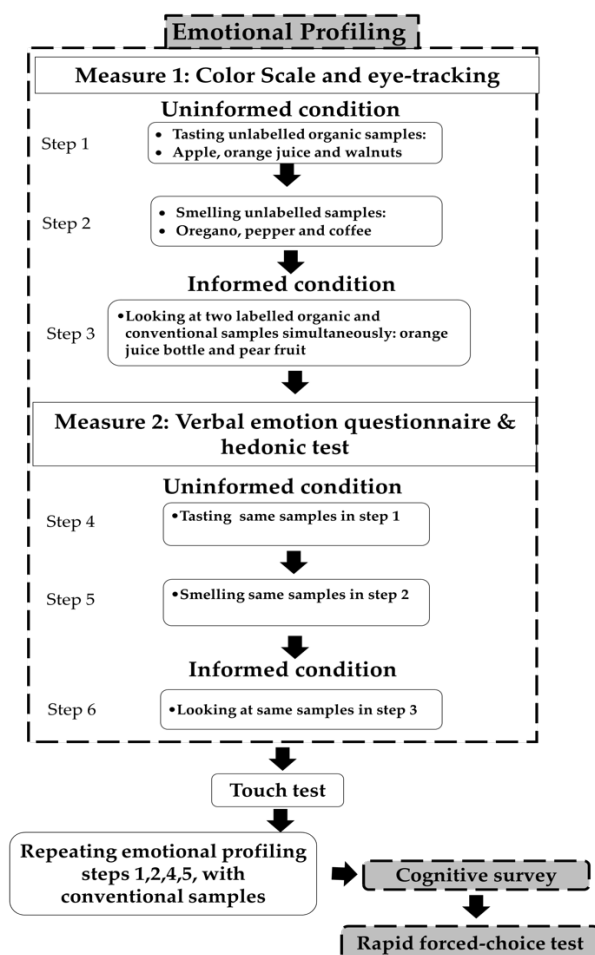 Emotional Profiling
Measure 1: Color Scale and eye-tracking
Uninformed condition
Step 1
• Tasting unlabelled organic samples:
• Apple, orange juice and walnuts
Step 2
• Smelling unlabelled samples:
• Oregano, pepper and coffee
Informed condition
Step 3
•Looking at two labelled organic and
conventional samples simultaneously: orange
juice bottle and pear fruit
Measure 2: Verbal emotion questionnaire &
hedonic test
Uninformed condition
Step 4
•Tasting same samples in step 1
Step 5
•Smelling same samples in step 2
Informed condition
Step 6
•Looking at same samples in step 3
Touch test
Repeating emotional profiling
steps 1,2,4,5, with
conventional samples
Cognitive survey
Rapid forced-choice test